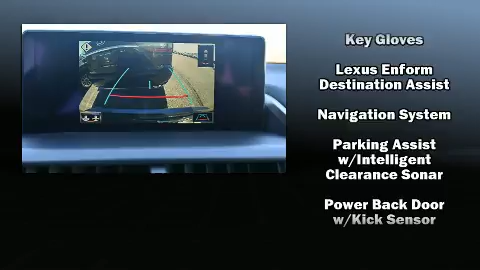 Key Gloves
Lexus Enform
Destination Assist
Navigation System
Parking Assist
w/Intelligent
Clearance Sonar
Power Back Door
w/Kick Sensor